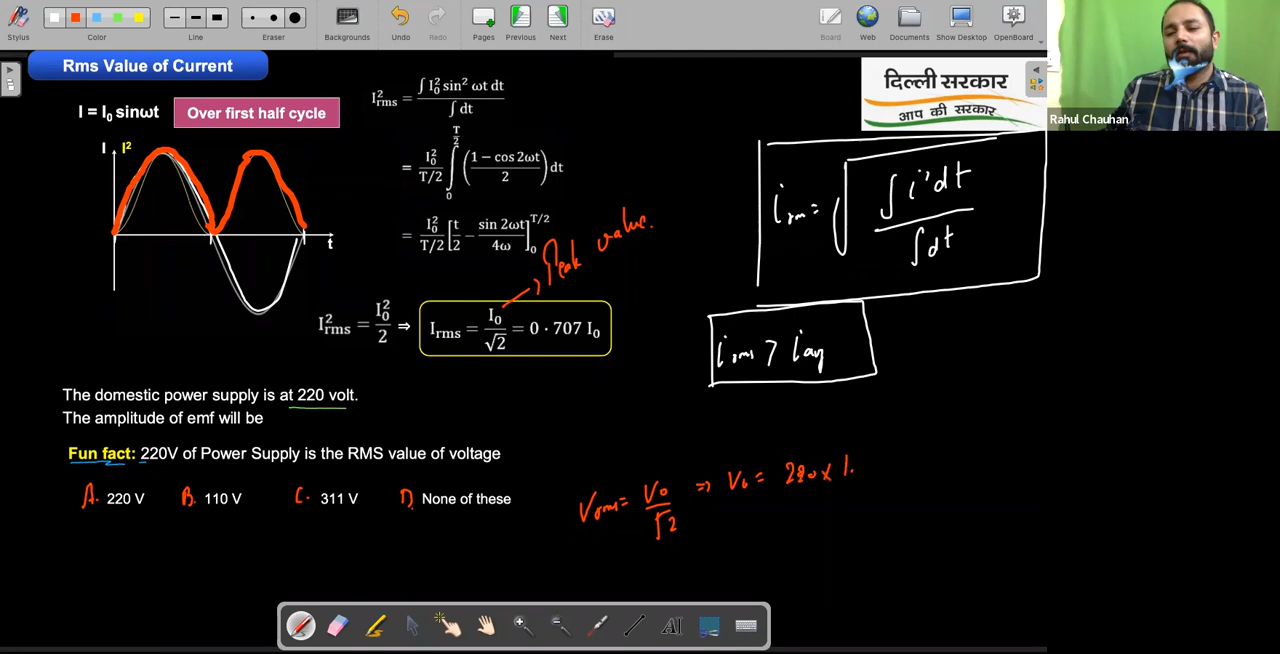 Stylus
Color
Line
Eraser
Backgrounds
Undo
Redo
Pages
Previous
Next
Erase
Board
Web
Documents
Show Desktop
OpenBoard
Rms Value of Current
I = I₀ sinωt
Over first half cycle
I I²
t
I²rms = ∫ I₀² sin² ωt dt / ∫ dt
= I₀² / T/2 ∫₀^(T/2) (1 − cos 2ωt / 2) dt
= I₀² / T/2 [t/2 − sin 2ωt / 4ω]₀^(T/2)
Peak value.
I²rms = I₀² / 2 ⇒ Irms = I₀ / √2 = 0 · 707 I₀
दिल्ली सरकार
आप की सरकार
Rahul Chauhan
irm = √(∫ i² dt / ∫ dt)
irms > iav
The domestic power supply is at 220 volt.
The amplitude of emf will be
Fun fact: 220V of Power Supply is the RMS value of voltage
A. 220 V B. 110 V C. 311 V D. None of these
Vrms = V₀ / √2 ⇒ V₀ = 220 × 1.
AI